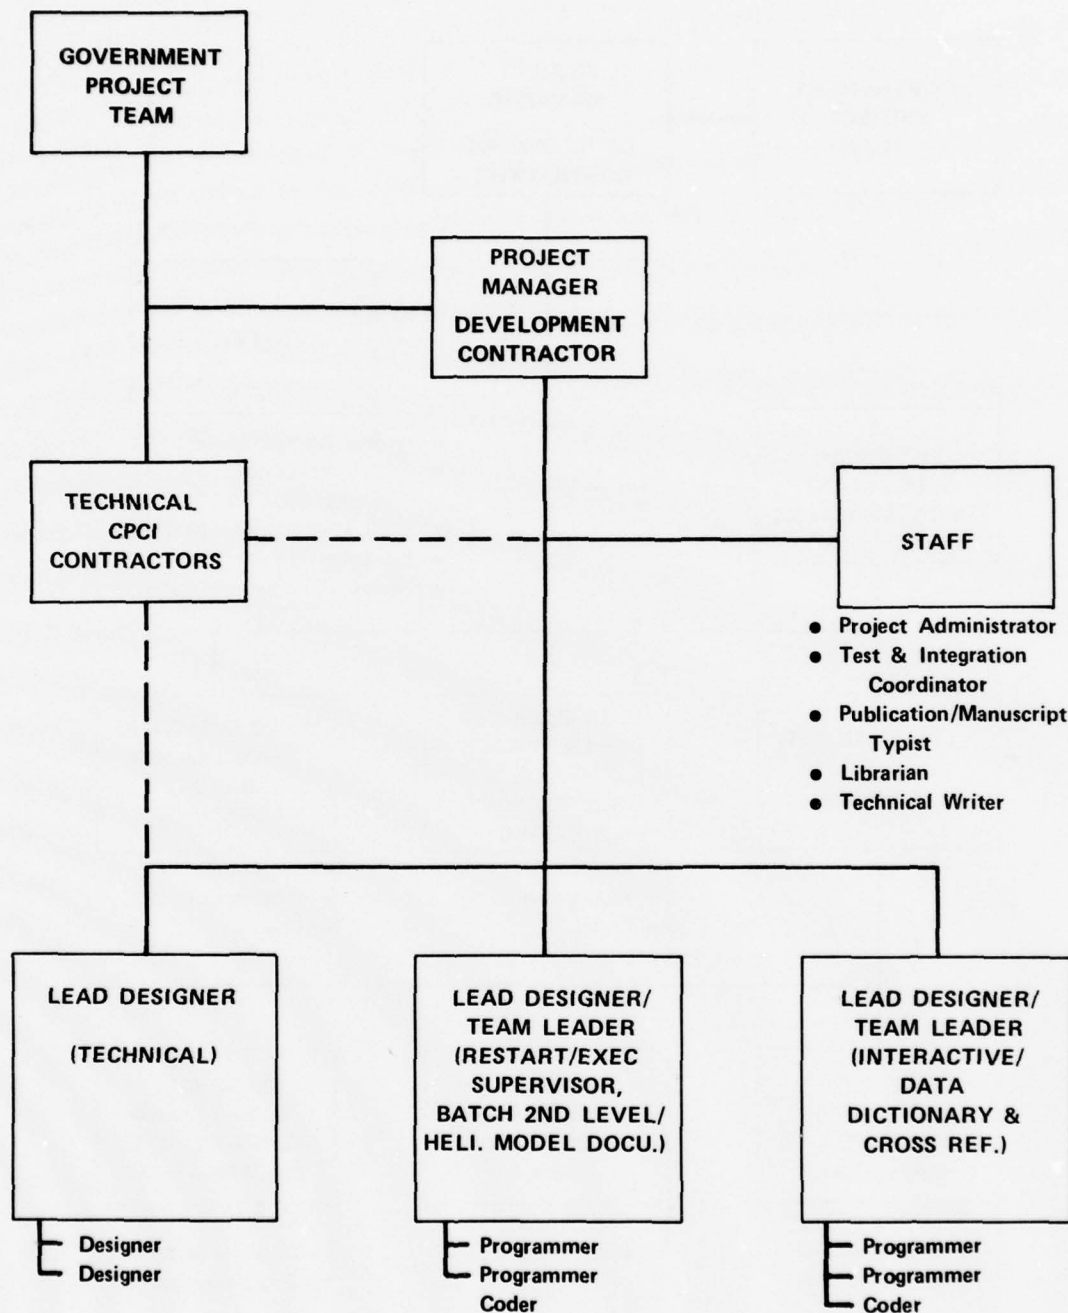 GOVERNMENT
PROJECT
TEAM
PROJECT
MANAGER
DEVELOPMENT
CONTRACTOR
TECHNICAL
CPCI
CONTRACTORS
STAFF
● Project Administrator
● Test & Integration
Coordinator
● Publication/Manuscript
Typist
● Librarian
● Technical Writer
LEAD DESIGNER
(TECHNICAL)
Designer
Designer
LEAD DESIGNER/
TEAM LEADER
(RESTART/EXEC
SUPERVISOR,
BATCH 2ND LEVEL/
HELI. MODEL DOCU.)
Programmer
Programmer
Coder
LEAD DESIGNER/
TEAM LEADER
(INTERACTIVE/
DATA
DICTIONARY &
CROSS REF.)
Programmer
Programmer
Coder